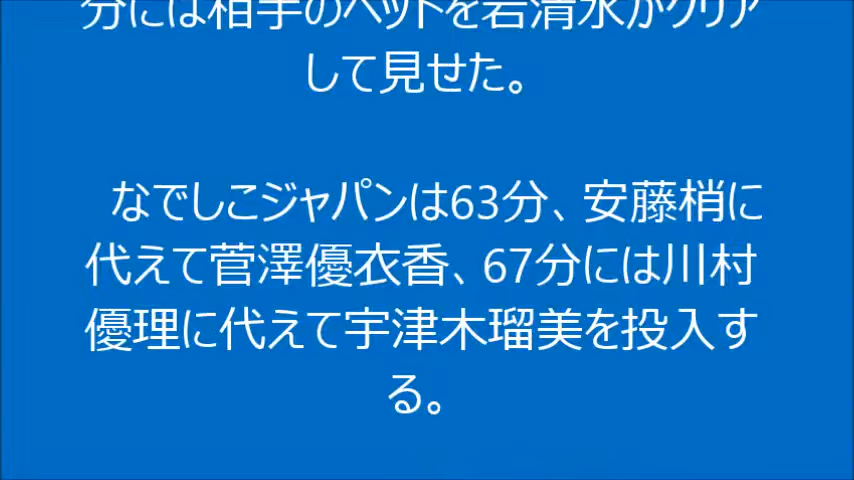 分には相手のヘッドを岩清水がクリア
して見せた。
なでしこジャパンは63分、安藤梢に
代えて菅澤優衣香、67分には川村
優理に代えて宇津木瑠美を投入す
る。